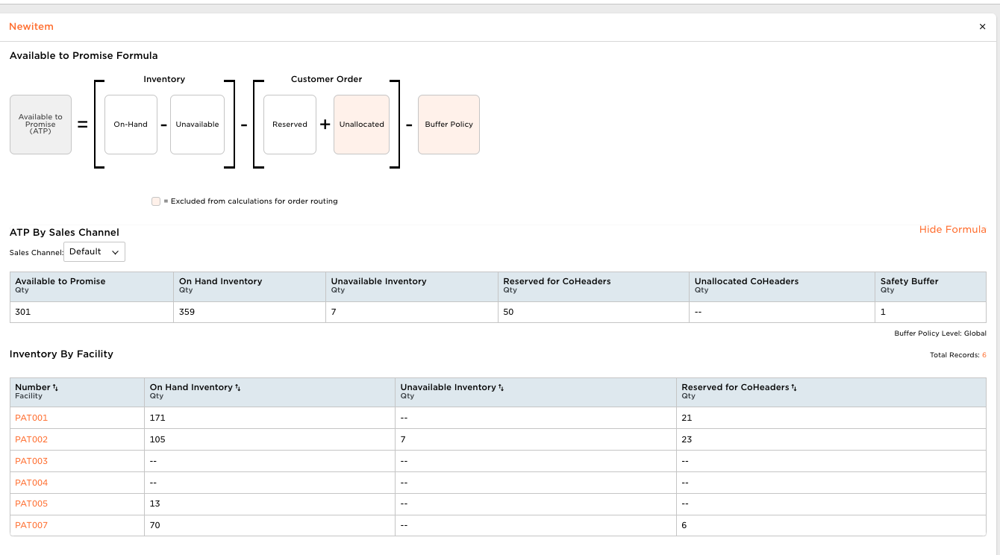 Newitem ×
Available to Promise Formula
Inventory Customer Order
Available to
Promise
(ATP)
=
On-Hand - Unavailable - Reserved + Unallocated - Buffer Policy
= Excluded from calculations for order routing
ATP By Sales Channel Hide Formula
Sales Channel: Default
Available to Promise On Hand Inventory Unavailable Inventory Reserved for CoHeaders Unallocated CoHeaders Safety Buffer
Qty Qty Qty Qty Qty Qty
301 359 7 50 -- 1
Buffer Policy Level: Global
Inventory By Facility Total Records: 6
Number On Hand Inventory Unavailable Inventory Reserved for CoHeaders
Facility Qty Qty Qty
PAT001 171 -- 21
PAT002 105 7 23
PAT003 -- -- --
PAT004 -- -- --
PAT005 13 -- --
PAT007 70 -- 6